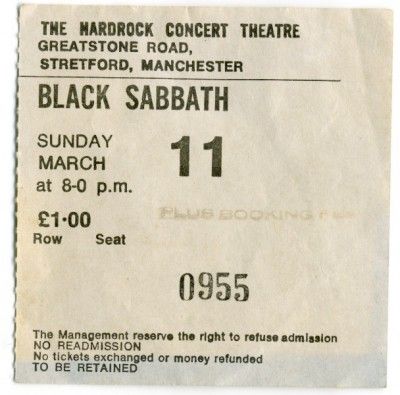 THE HARDROCK CONCERT THEATRE
GREATSTONE ROAD,
STRETFORD, MANCHESTER
BLACK SABBATH
SUNDAY
MARCH
at 8-0 p.m.
11
£1·00
PLUS BOOKING FEE
Row Seat
0955
The Management reserve the right to refuse admission
NO READMISSION
No tickets exchanged or money refunded
TO BE RETAINED